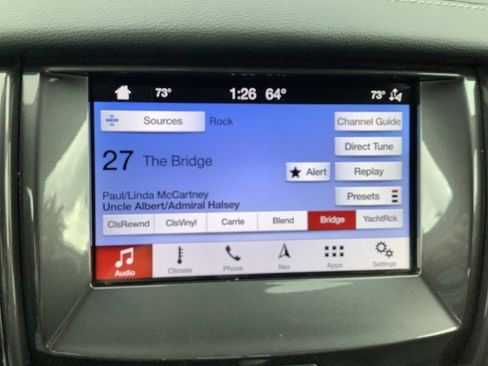 73° 1:26 64° 73°
Sources Rock Channel Guide
Direct Tune
27 The Bridge
Alert Replay
Paul/Linda McCartney
Presets
Uncle Albert/Admiral Halsey
ClsRewnd ClsVinyl Carrie Blend Bridge YachtRck
Audio Climate Phone Nav Apps Settings